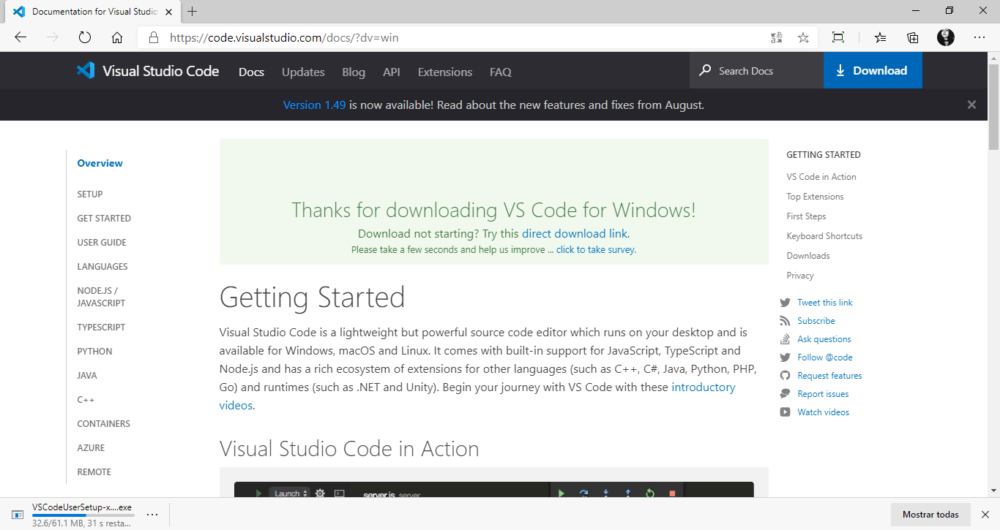 Documentation for Visual Studio
https://code.visualstudio.com/docs/?dv=win
Visual Studio Code
Docs
Updates
Blog
API
Extensions
FAQ
Search Docs
Download
Version 1.49 is now available! Read about the new features and fixes from August.
Overview
SETUP
GET STARTED
USER GUIDE
LANGUAGES
NODE.JS /
JAVASCRIPT
TYPESCRIPT
PYTHON
JAVA
C++
CONTAINERS
AZURE
REMOTE
Thanks for downloading VS Code for Windows!
Download not starting? Try this direct download link.
Please take a few seconds and help us improve ... click to take survey.
Getting Started
Visual Studio Code is a lightweight but powerful source code editor which runs on your desktop and is
available for Windows, macOS and Linux. It comes with built-in support for JavaScript, TypeScript and
Node.js and has a rich ecosystem of extensions for other languages (such as C++, C#, Java, Python, PHP,
Go) and runtimes (such as .NET and Unity). Begin your journey with VS Code with these introductory
videos.
Visual Studio Code in Action
Launch
server.js server
GETTING STARTED
VS Code in Action
Top Extensions
First Steps
Keyboard Shortcuts
Downloads
Privacy
Tweet this link
Subscribe
Ask questions
Follow @code
Request features
Report issues
Watch videos
VSCodeUserSetup-x....exe
32.6/61.1 MB, 31 s resta...
Mostrar todas